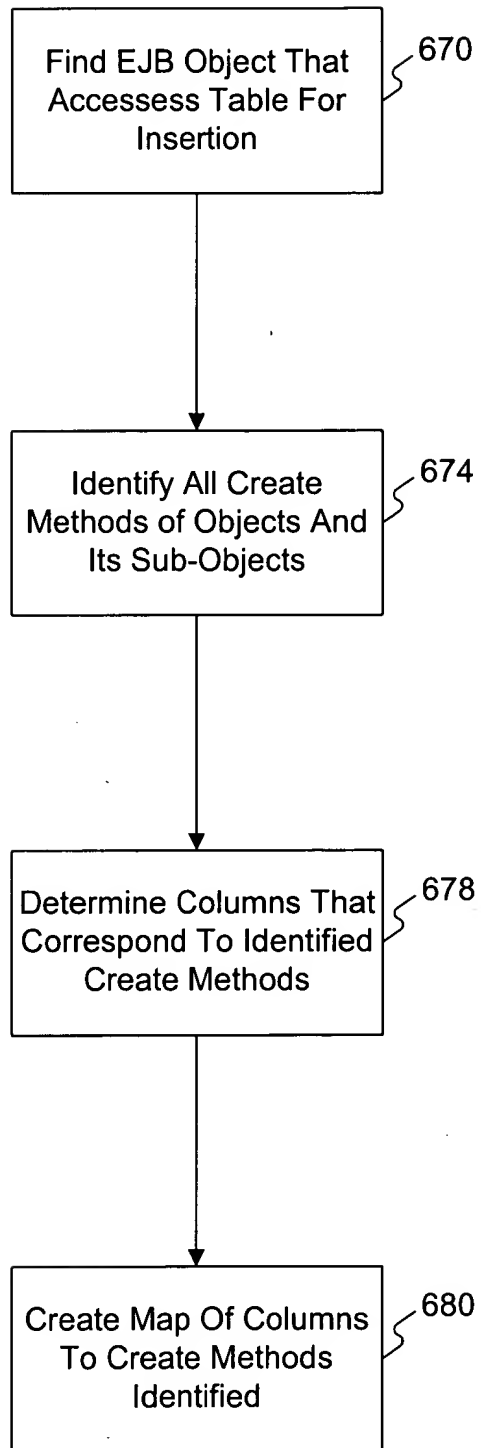 Find EJB Object That
Accessess Table For
Insertion
670
Identify All Create
Methods of Objects And
Its Sub-Objects
674
Determine Columns That
Correspond To Identified
Create Methods
678
Create Map Of Columns
To Create Methods
Identified
680